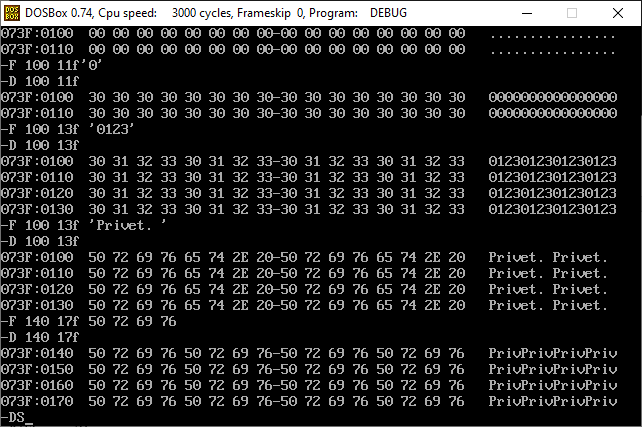 DOS BOX DOSBox 0.74, Cpu speed: 3000 cycles, Frameskip 0, Program: DEBUG
073F:0100 00 00 00 00 00 00 00 00-00 00 00 00 00 00 00 00 ................
073F:0110 00 00 00 00 00 00 00 00-00 00 00 00 00 00 00 00 ................
-F 100 11f'0'
-D 100 11f
073F:0100 30 30 30 30 30 30 30 30-30 30 30 30 30 30 30 30 0000000000000000
073F:0110 30 30 30 30 30 30 30 30-30 30 30 30 30 30 30 30 0000000000000000
-F 100 13f '0123'
-D 100 13f
073F:0100 30 31 32 33 30 31 32 33-30 31 32 33 30 31 32 33 0123012301230123
073F:0110 30 31 32 33 30 31 32 33-30 31 32 33 30 31 32 33 0123012301230123
073F:0120 30 31 32 33 30 31 32 33-30 31 32 33 30 31 32 33 0123012301230123
073F:0130 30 31 32 33 30 31 32 33-30 31 32 33 30 31 32 33 0123012301230123
-F 100 13f 'Privet. '
-D 100 13f
073F:0100 50 72 69 76 65 74 2E 20-50 72 69 76 65 74 2E 20 Privet. Privet.
073F:0110 50 72 69 76 65 74 2E 20-50 72 69 76 65 74 2E 20 Privet. Privet.
073F:0120 50 72 69 76 65 74 2E 20-50 72 69 76 65 74 2E 20 Privet. Privet.
073F:0130 50 72 69 76 65 74 2E 20-50 72 69 76 65 74 2E 20 Privet. Privet.
-F 140 17f 50 72 69 76
-D 140 17f
073F:0140 50 72 69 76 50 72 69 76-50 72 69 76 50 72 69 76 PrivPrivPrivPriv
073F:0150 50 72 69 76 50 72 69 76-50 72 69 76 50 72 69 76 PrivPrivPrivPriv
073F:0160 50 72 69 76 50 72 69 76-50 72 69 76 50 72 69 76 PrivPrivPrivPriv
073F:0170 50 72 69 76 50 72 69 76-50 72 69 76 50 72 69 76 PrivPrivPrivPriv
-DS_